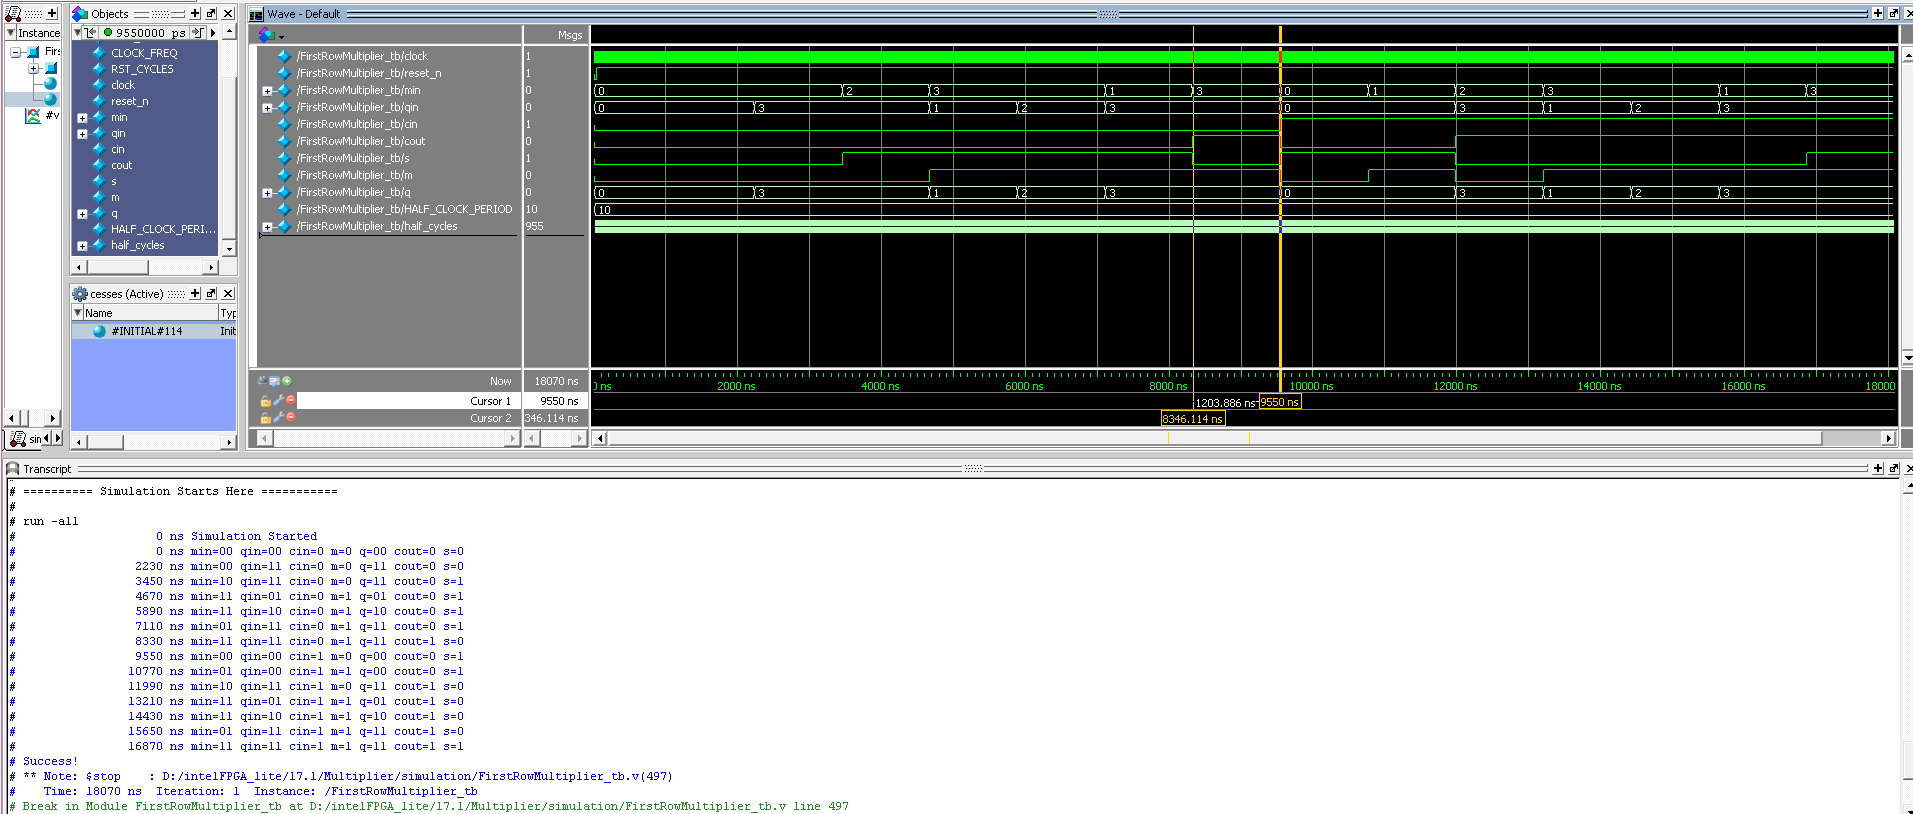 Instance
Firs
#v
sim
Objects
9550000 ps
CLOCK_FREQ
RST_CYCLES
clock
reset_n
min
qin
cin
cout
s
m
q
HALF_CLOCK_PERI...
half_cycles
cesses (Active)
Name Typ
#INITIAL#114 Init
Wave - Default
Msgs
/FirstRowMultiplier_tb/clock 1
/FirstRowMultiplier_tb/reset_n 1
/FirstRowMultiplier_tb/min 0 0 2 3 1 3 0 1 2 3 1 3
/FirstRowMultiplier_tb/qin 0 0 3 1 2 3 0 3 1 2 3
/FirstRowMultiplier_tb/cin 1
/FirstRowMultiplier_tb/cout 0
/FirstRowMultiplier_tb/s 1
/FirstRowMultiplier_tb/m 0
/FirstRowMultiplier_tb/q 0 0 3 1 2 3 0 3 1 2 3
/FirstRowMultiplier_tb/HALF_CLOCK_PERIOD 10 10
/FirstRowMultiplier_tb/half_cycles 955
Now 18070 ns
0 ns 2000 ns 4000 ns 6000 ns 8000 ns 10000 ns 12000 ns 14000 ns 16000 ns 18000
Cursor 1 9550 ns 1203.886 ns 9550 ns
Cursor 2 346.114 ns 8346.114 ns
Transcript
# ========== Simulation Starts Here ===========
#
# run -all
# 0 ns Simulation Started
# 0 ns min=00 qin=00 cin=0 m=0 q=00 cout=0 s=0
# 2230 ns min=00 qin=11 cin=0 m=0 q=11 cout=0 s=0
# 3450 ns min=10 qin=11 cin=0 m=0 q=11 cout=0 s=1
# 4670 ns min=11 qin=01 cin=0 m=1 q=01 cout=0 s=1
# 5890 ns min=11 qin=10 cin=0 m=1 q=10 cout=0 s=1
# 7110 ns min=01 qin=11 cin=0 m=1 q=11 cout=0 s=1
# 8330 ns min=11 qin=11 cin=0 m=1 q=11 cout=1 s=0
# 9550 ns min=00 qin=00 cin=1 m=0 q=00 cout=0 s=1
# 10770 ns min=01 qin=00 cin=1 m=1 q=00 cout=0 s=1
# 11990 ns min=10 qin=11 cin=1 m=0 q=11 cout=1 s=0
# 13210 ns min=11 qin=01 cin=1 m=1 q=01 cout=1 s=0
# 14430 ns min=11 qin=10 cin=1 m=1 q=10 cout=1 s=0
# 15650 ns min=01 qin=11 cin=1 m=1 q=11 cout=1 s=0
# 16870 ns min=11 qin=11 cin=1 m=1 q=11 cout=1 s=1
# Success!
# ** Note: $stop : D:/intelFPGA_lite/17.1/Multiplier/simulation/FirstRowMultiplier_tb.v(497)
# Time: 18070 ns Iteration: 1 Instance: /FirstRowMultiplier_tb
# Break in Module FirstRowMultiplier_tb at D:/intelFPGA_lite/17.1/Multiplier/simulation/FirstRowMultiplier_tb.v line 497